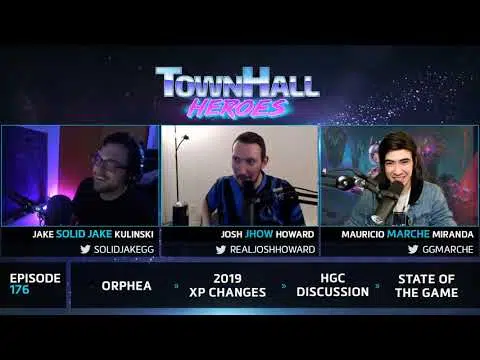 TOWNHALL
HEROES
JAKE SOLID JAKE KULINSKI
SOLIDJAKEGG
JOSH JHOW HOWARD
REALJOSHHOWARD
MAURICIO MARCHE MIRANDA
GGMARCHE
EPISODE
176
ORPHEA
»
2019
XP CHANGES
»
HGC
DISCUSSION
»
STATE OF
THE GAME